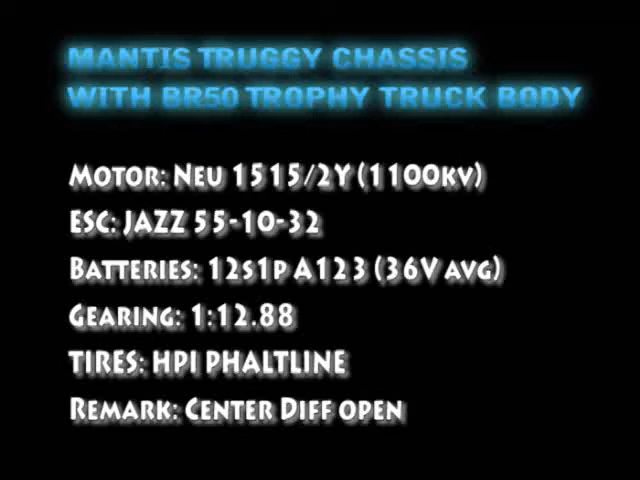 MANTIS TRUGGY CHASSIS
WITH BR50 TROPHY TRUCK BODY
MOTOR: NEU 1515/2Y (1100KV)
ESC: JAZZ 55-10-32
BATTERIES: 12S1P A123 (36V AVG)
GEARING: 1:12.88
TIRES: HPI PHALTLINE
REMARK: CENTER DIFF OPEN